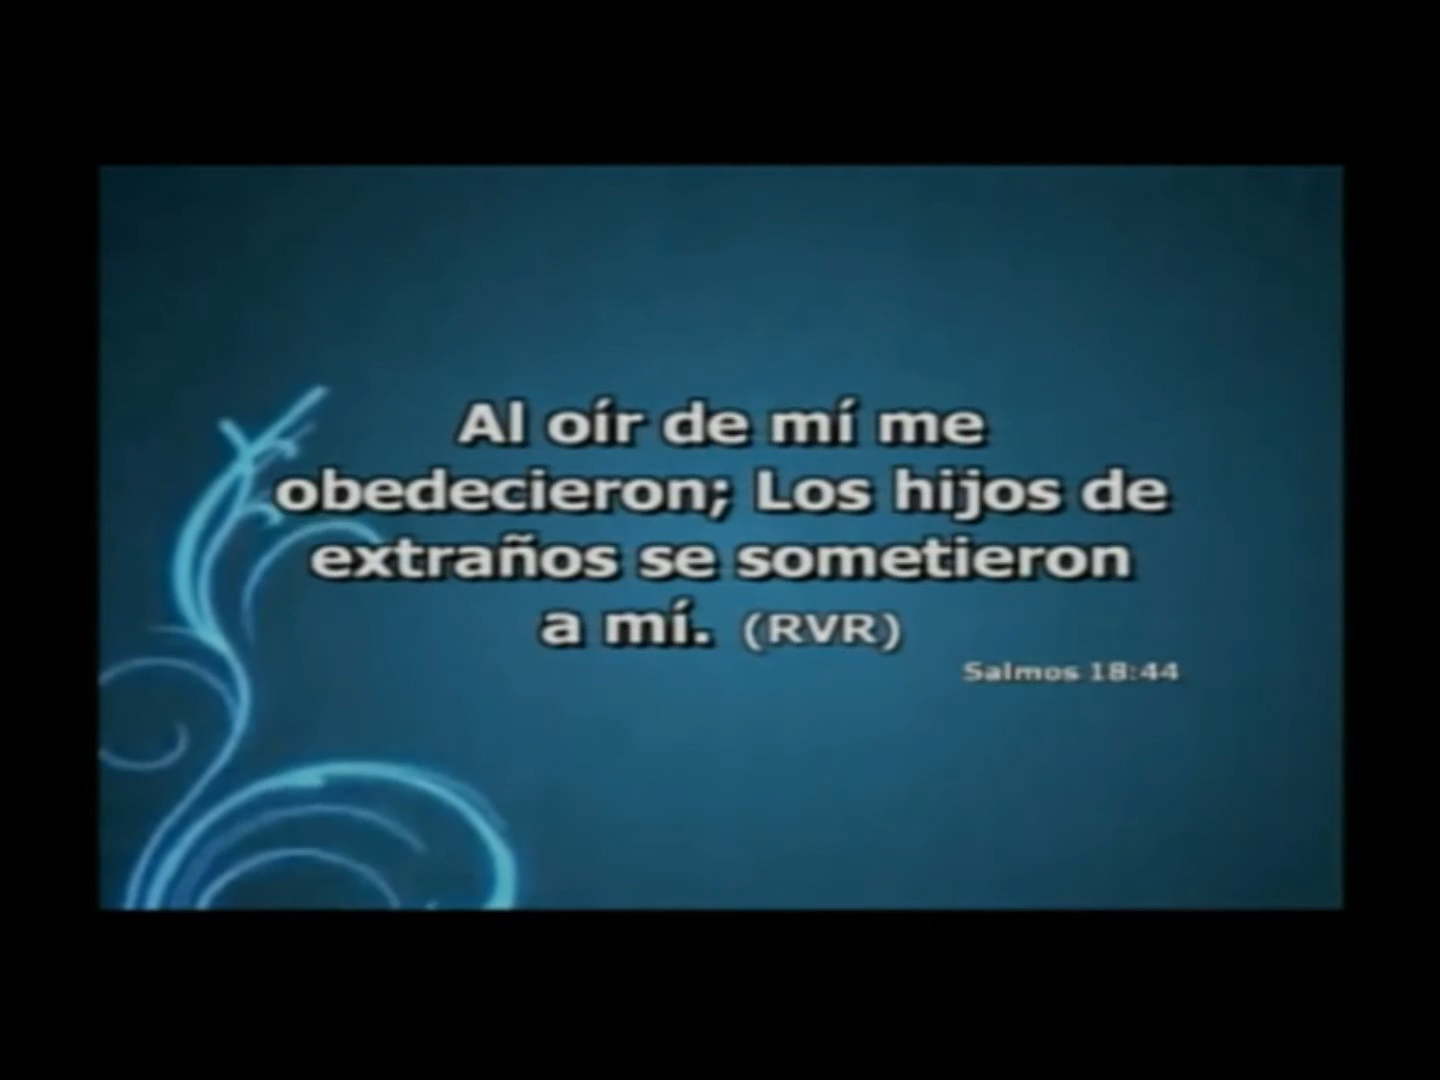 Al oír de mí me
obedecieron; Los hijos de
extraños se sometieron
a mí. (RVR)
Salmos 18:44